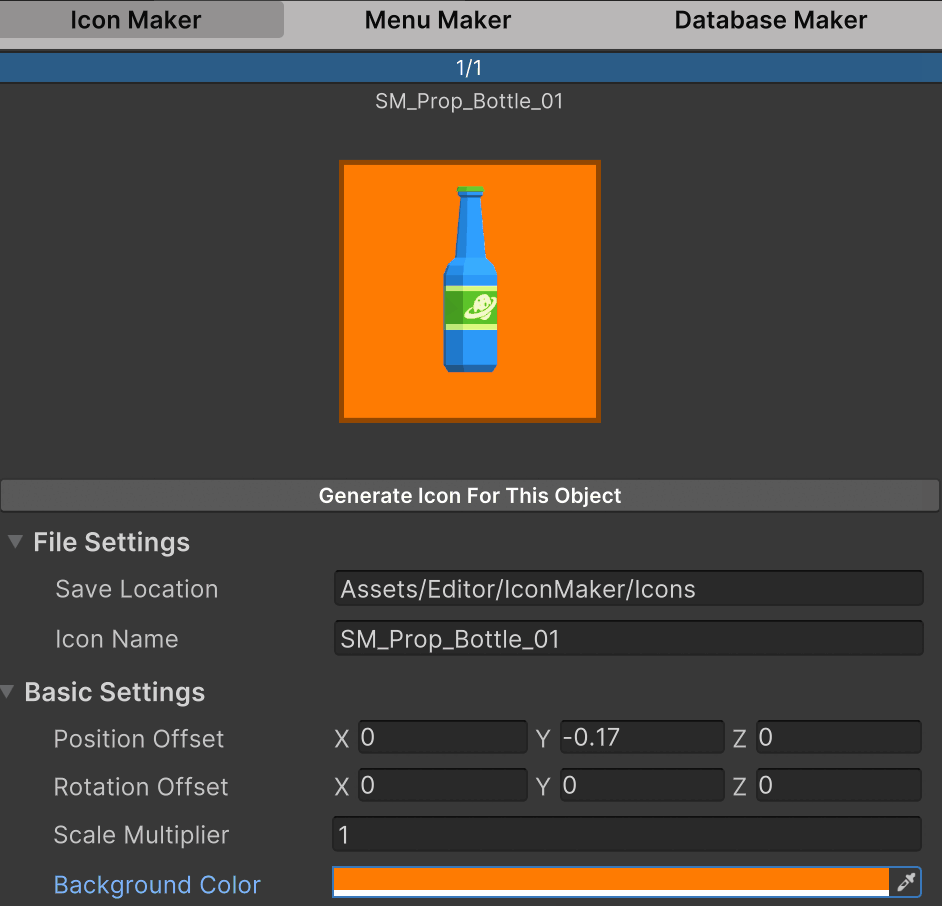 Icon Maker Menu Maker Database Maker
1/1
SM_Prop_Bottle_01
Generate Icon For This Object
File Settings
Save Location Assets/Editor/IconMaker/Icons
Icon Name SM_Prop_Bottle_01
Basic Settings
Position Offset X 0 Y -0.17 Z 0
Rotation Offset X 0 Y 0 Z 0
Scale Multiplier 1
Background Color